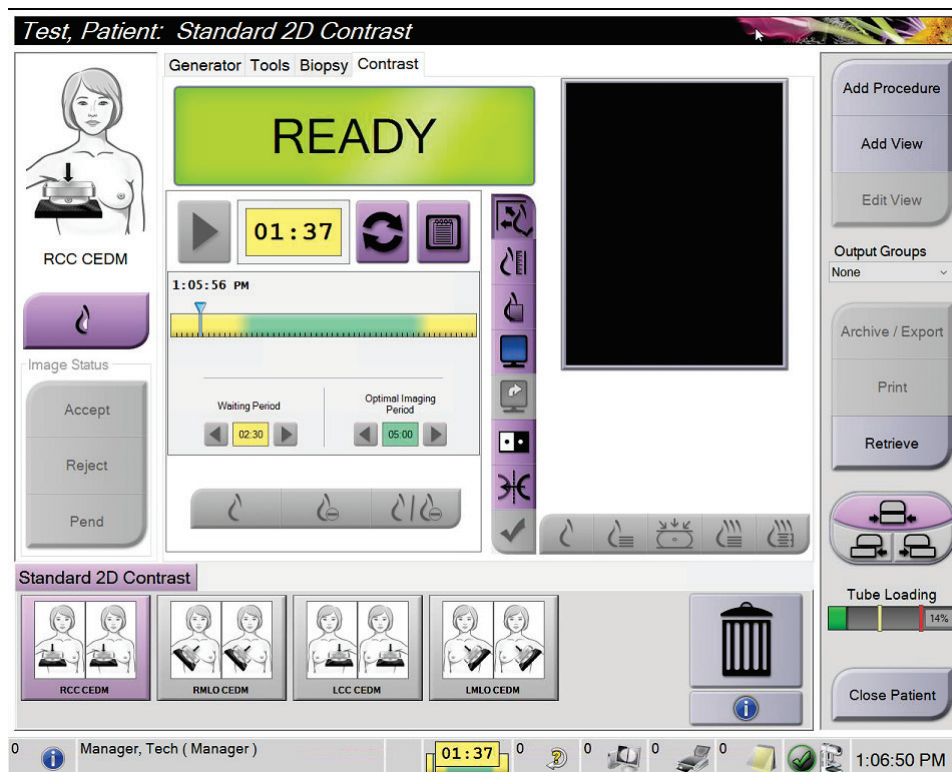 Test, Patient: Standard 2D Contrast
Generator Tools Biopsy Contrast
READY
01:37
1:05:56 PM
Waiting Period
Optimal Imaging
Period
02:30
05:00
RCC CEDM
Image Status
Accept
Reject
Pend
Add Procedure
Add View
Edit View
Output Groups
None
Archive / Export
Print
Retrieve
Tube Loading
14%
Close Patient
Standard 2D Contrast
RCC CEDM
RMLO CEDM
LCC CEDM
LMLO CEDM
0
Manager, Tech ( Manager )
01:37
0
0
0
0
1:06:50 PM